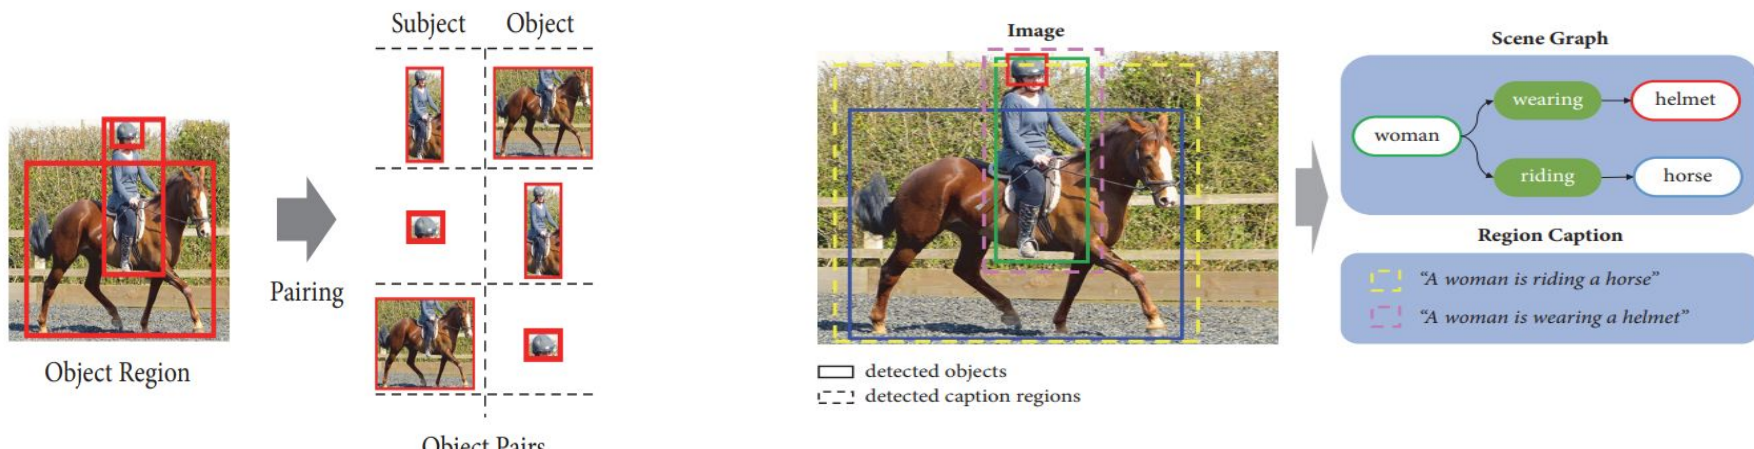 Subject Object
Pairing
Object Region
Object Pairs
Image
detected objects
detected caption regions
Scene Graph
woman
wearing
helmet
riding
horse
Region Caption
"A woman is riding a horse"
"A woman is wearing a helmet"